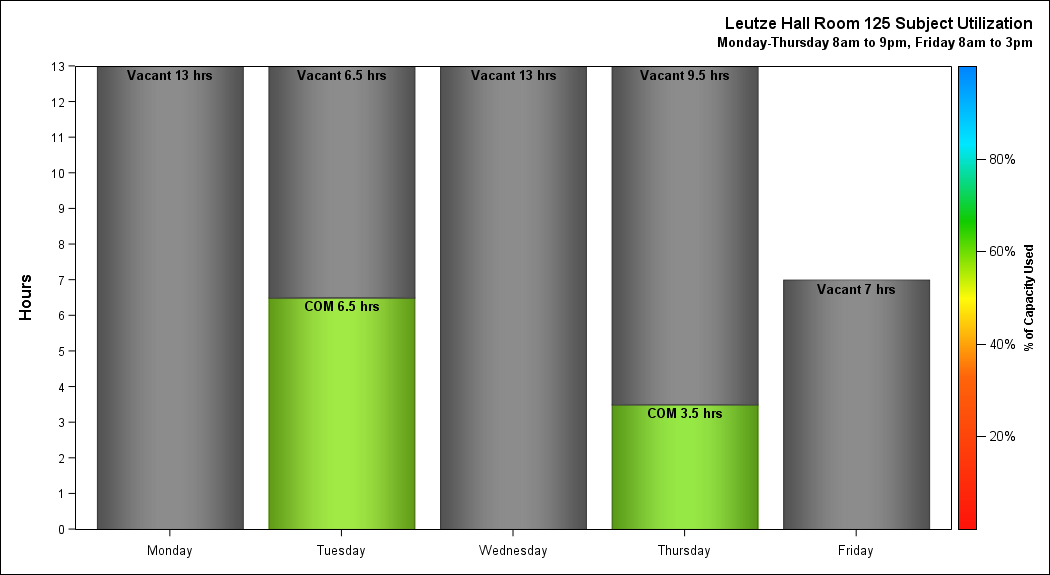 Leutze Hall Room 125 Subject Utilization
Monday-Thursday 8am to 9pm, Friday 8am to 3pm
Hours
13
12
11
10
9
8
7
6
5
4
3
2
1
0
Vacant 13 hrs
Vacant 6.5 hrs
COM 6.5 hrs
Vacant 13 hrs
Vacant 9.5 hrs
COM 3.5 hrs
Vacant 7 hrs
Monday
Tuesday
Wednesday
Thursday
Friday
80%
60%
40%
20%
% of Capacity Used